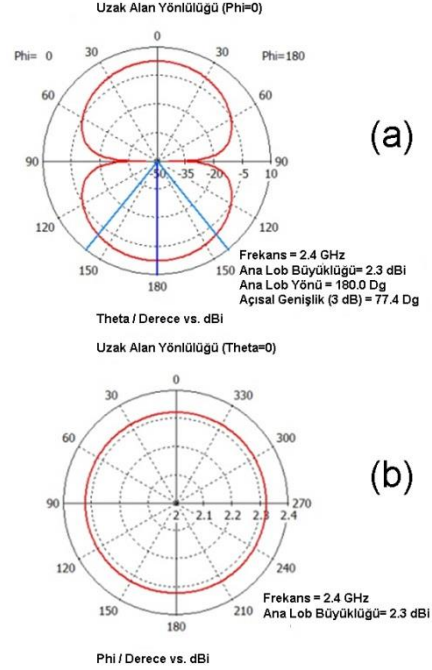 Uzak Alan Yönlülüğü (Phi=0)
Phi= 0
30
0
30
Phi=180
60
60
(a)
90
-50
-35
-20
-5
10
90
120
120
150
180
150
Frekans = 2.4 GHz
Ana Lob Büyüklüğü= 2.3 dBi
Ana Lob Yönü = 180.0 Dg
Açısal Genişlik (3 dB) = 77.4 Dg
Theta / Derece vs. dBi
Uzak Alan Yönlülüğü (Theta=0)
0
30
330
60
300
(b)
90
2
2.1
2.2
2.3
2.4
270
120
240
150
180
210
Frekans = 2.4 GHz
Ana Lob Büyüklüğü= 2.3 dBi
Phi / Derece vs. dBi